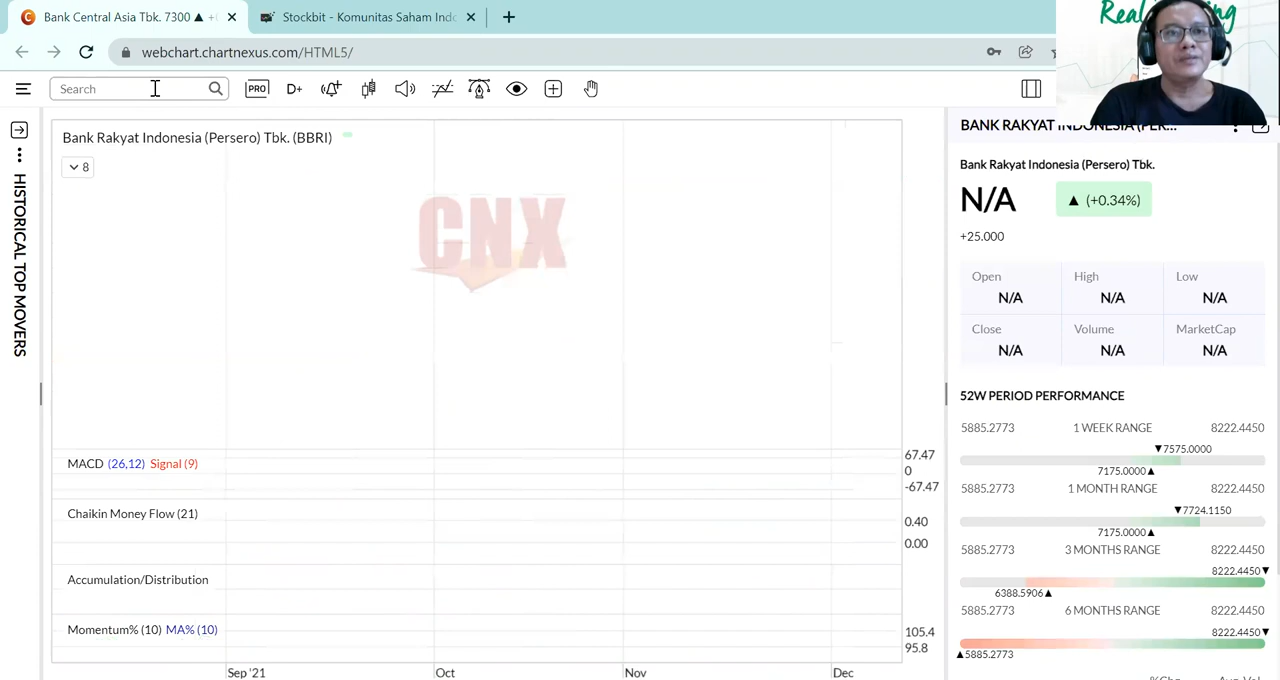 Bank Central Asia Tbk. 7300 ▲ +
Stockbit - Komunitas Saham Ind
webchart.chartnexus.com/HTML5/
Search
PRO
D+
HISTORICAL TOP MOVERS
Bank Rakyat Indonesia (Persero) Tbk. (BBRI)
8
CNX
MACD (26,12) Signal (9)
67.47
0
-67.47
Chaikin Money Flow (21)
0.40
0.00
Accumulation/Distribution
Momentum% (10) MA% (10)
105.4
95.8
Sep '21
Oct
Nov
Dec
BANK RAKYAT INDONESIA (PER...
Bank Rakyat Indonesia (Persero) Tbk.
N/A
▲ (+0.34%)
+25.000
Open
N/A
High
N/A
Low
N/A
Close
N/A
Volume
N/A
MarketCap
N/A
52W PERIOD PERFORMANCE
5885.2773 1 WEEK RANGE 8222.4450
▼7575.0000
7175.0000▲
5885.2773 1 MONTH RANGE 8222.4450
▼7724.1150
7175.0000▲
5885.2773 3 MONTHS RANGE 8222.4450
8222.4450▼
6388.5906▲
5885.2773 6 MONTHS RANGE 8222.4450
8222.4450▼
▲5885.2773